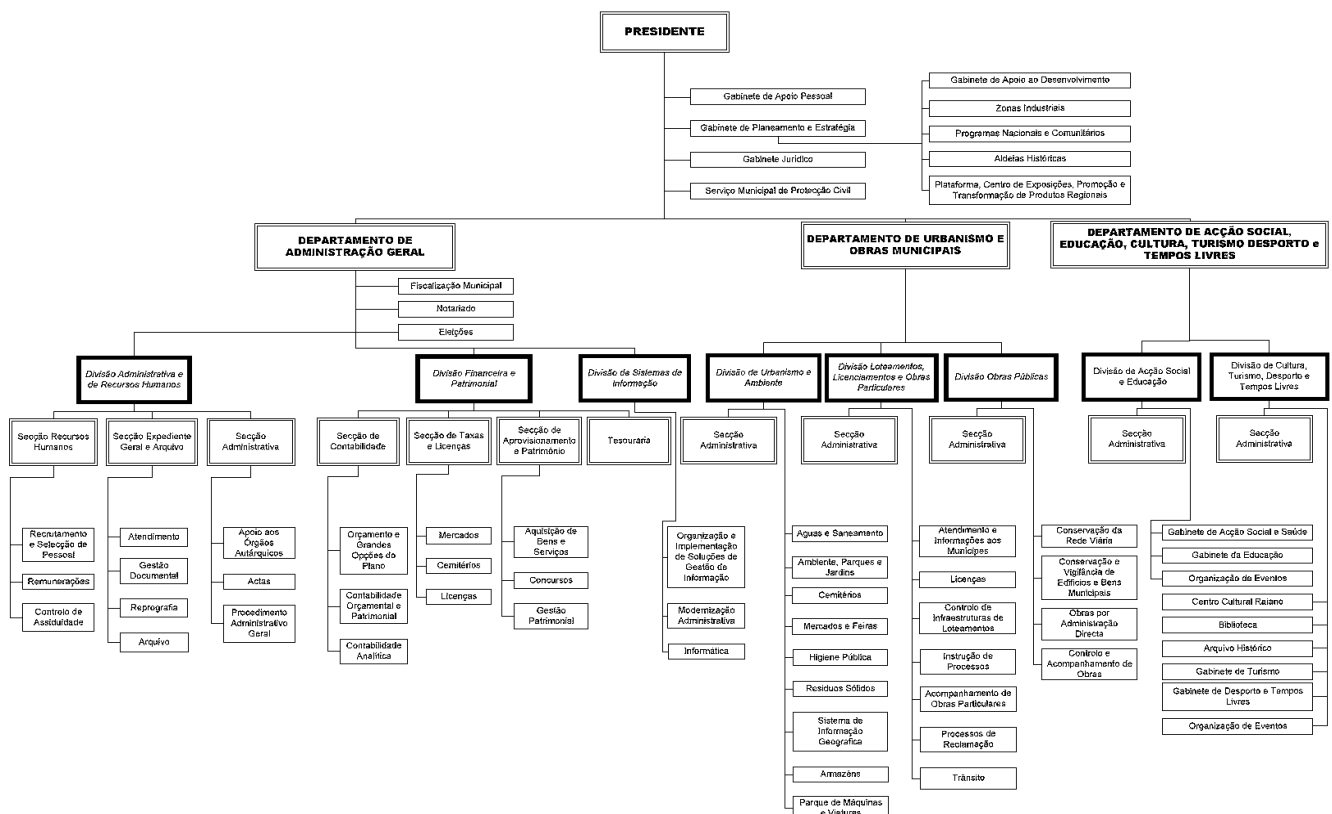 PRESIDENTE
Gabinete de Apoio Pessoal
Gabinete de Planeamento e Estratégia
Gabinete Jurídico
Serviço Municipal de Protecção Civil
Gabinete de Apoio ao Desenvolvimento
Zonas Industriais
Programas Nacionais e Comunitários
Aldeias Históricas
Plataforma, Centro de Exposições, Promoção e
Transformação de Produtos Regionais
DEPARTAMENTO DE
ADMINISTRAÇÃO GERAL
DEPARTAMENTO DE URBANISMO E
OBRAS MUNICIPAIS
DEPARTAMENTO DE ACÇÃO SOCIAL,
EDUCAÇÃO, CULTURA, TURISMO DESPORTO e
TEMPOS LIVRES
Fiscalização Municipal
Notariado
Eleições
Divisão Administrativa e
de Recursos Humanos
Divisão Financeira e
Patrimonial
Divisão de Sistemas de
Informação
Divisão de Urbanismo e
Ambiente
Divisão Loteamentos,
Licenciamentos e Obras
Particulares
Divisão Obras Públicas
Divisão de Acção Social
e Educação
Divisão de Cultura,
Turismo, Desporto e
Tempos Livres
Secção Recursos
Humanos
Secção Expediente
Geral e Arquivo
Secção
Administrativa
Secção de
Contabilidade
Secção de Taxas
e Licenças
Secção de
Aprovisionamento
e Património
Tesouraria
Secção
Administrativa
Secção
Administrativa
Secção
Administrativa
Secção
Administrativa
Secção
Administrativa
Recrutamento
e Selecção de
Pessoal
Remunerações
Controlo de
Assiduidade
Atendimento
Gestão
Documental
Reprografia
Arquivo
Apoio aos
Órgãos
Autárquicos
Actas
Procedimento
Administrativo
Geral
Orçamento e
Grandes
Opções do
Plano
Contabilidade
Orçamental e
Patrimonial
Contabilidade
Analítica
Mercados
Cemitérios
Licenças
Aquisição de
Bens e
Serviços
Concursos
Gestão
Patrimonial
Organização e
Implementação
de Soluções de
Gestão da
Informação
Modernização
Administrativa
Informática
Aguas e Saneamento
Ambiente, Parques e
Jardins
Cemitérios
Mercados e Feiras
Higiene Pública
Resíduos Sólidos
Sistema de
Informação
Geografica
Armazéns
Parque de Máquinas
e Viaturas
Atendimento e
Informações aos
Munícipes
Licenças
Controlo de
Infraestruturas de
Loteamentos
Instrução de
Processos
Acompanhamento de
Obras Particulares
Processos de
Reclamação
Trânsito
Conservação da
Rede Viária
Conservação e
Vigilância de
Edifícios e Bens
Municipais
Obras por
Administração
Directa
Controlo e
Acompanhamento de
Obras
Gabinete de Acção Social e Saúde
Gabinete da Educação
Organização de Eventos
Centro Cultural Raiano
Biblioteca
Arquivo Histórico
Gabinete de Turismo
Gabinete de Desporto e Tempos
Livres
Organização de Eventos